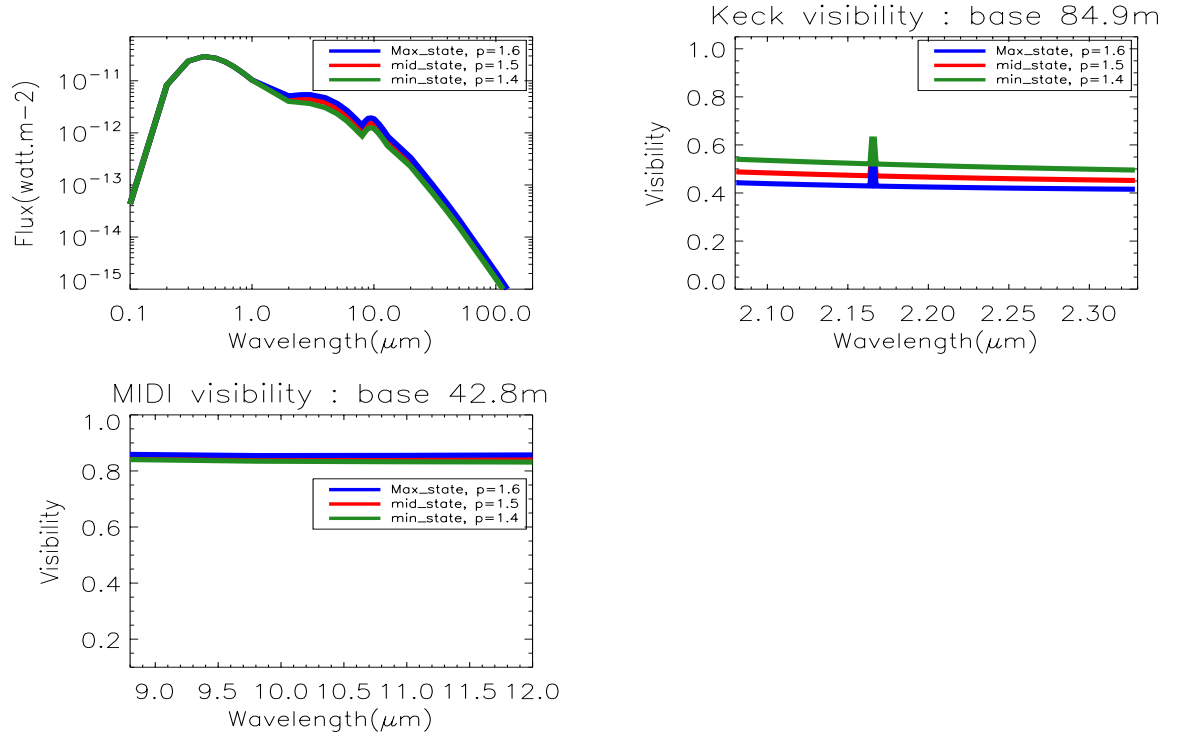 Max_state, p=1.6
mid_state, p=1.5
min_state, p=1.4
Flux(watt.m−2)
10−11
10−12
10−13
10−14
10−15
0.1 1.0 10.0 100.0
Wavelength(μm)
Keck visibility : base 84.9m
Max_state, p=1.6
mid_state, p=1.5
min_state, p=1.4
Visibility
1.0
0.8
0.6
0.4
0.2
0.0
2.10 2.15 2.20 2.25 2.30
Wavelength(μm)
MIDI visibility : base 42.8m
Max_state, p=1.6
mid_state, p=1.5
min_state, p=1.4
Visibility
1.0
0.8
0.6
0.4
0.2
9.0 9.5 10.0 10.5 11.0 11.5 12.0
Wavelength(μm)